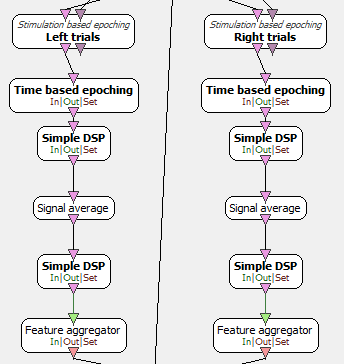 Stimulation based epoching
Left trials
Time based epoching
In|Out|Set
Simple DSP
In|Out|Set
Signal average
Simple DSP
In|Out|Set
Feature aggregator
In|Out|Set
Stimulation based epoching
Right trials
Time based epoching
In|Out|Set
Simple DSP
In|Out|Set
Signal average
Simple DSP
In|Out|Set
Feature aggregator
In|Out|Set